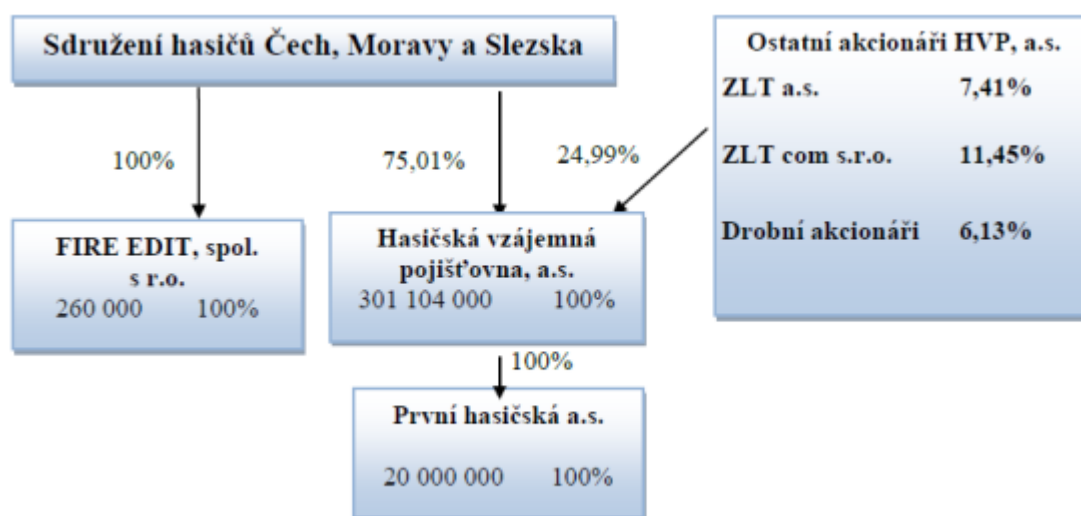 Sdružení hasičů Čech, Moravy a Slezska
Ostatní akcionáři HVP, a.s.
ZLT a.s. 7,41%
ZLT com s.r.o. 11,45%
Drobní akcionáři 6,13%
100%
75,01%
24,99%
FIRE EDIT, spol.
s r.o.
260 000 100%
Hasičská vzájemná
pojišťovna, a.s.
301 104 000 100%
100%
První hasičská a.s.
20 000 000 100%